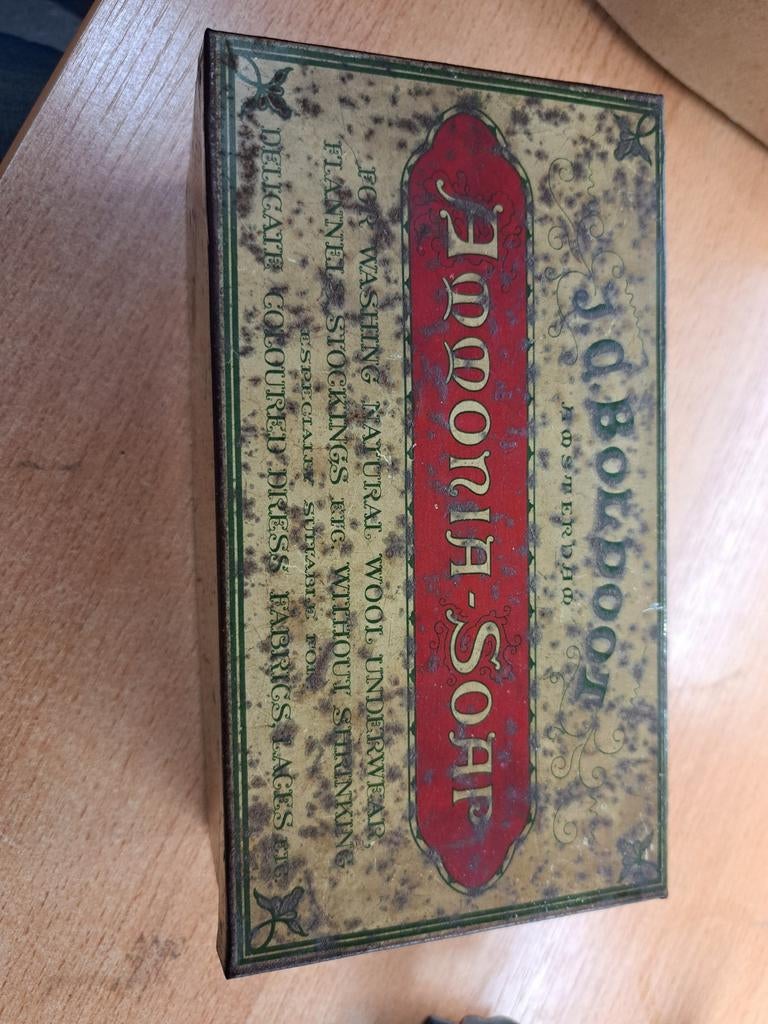 J.C. BOLDOOT
AMSTERDAM
AMMONIA-SOAP
FOR WASHING NATURAL WOOL UNDERWEAR,
FLANNEL, STOCKINGS ETC. WITHOUT SHRINKING
ESPECIALLY SUITABLE FOR
DELICATE COLOURED DRESS FABRICS, LACES ETC